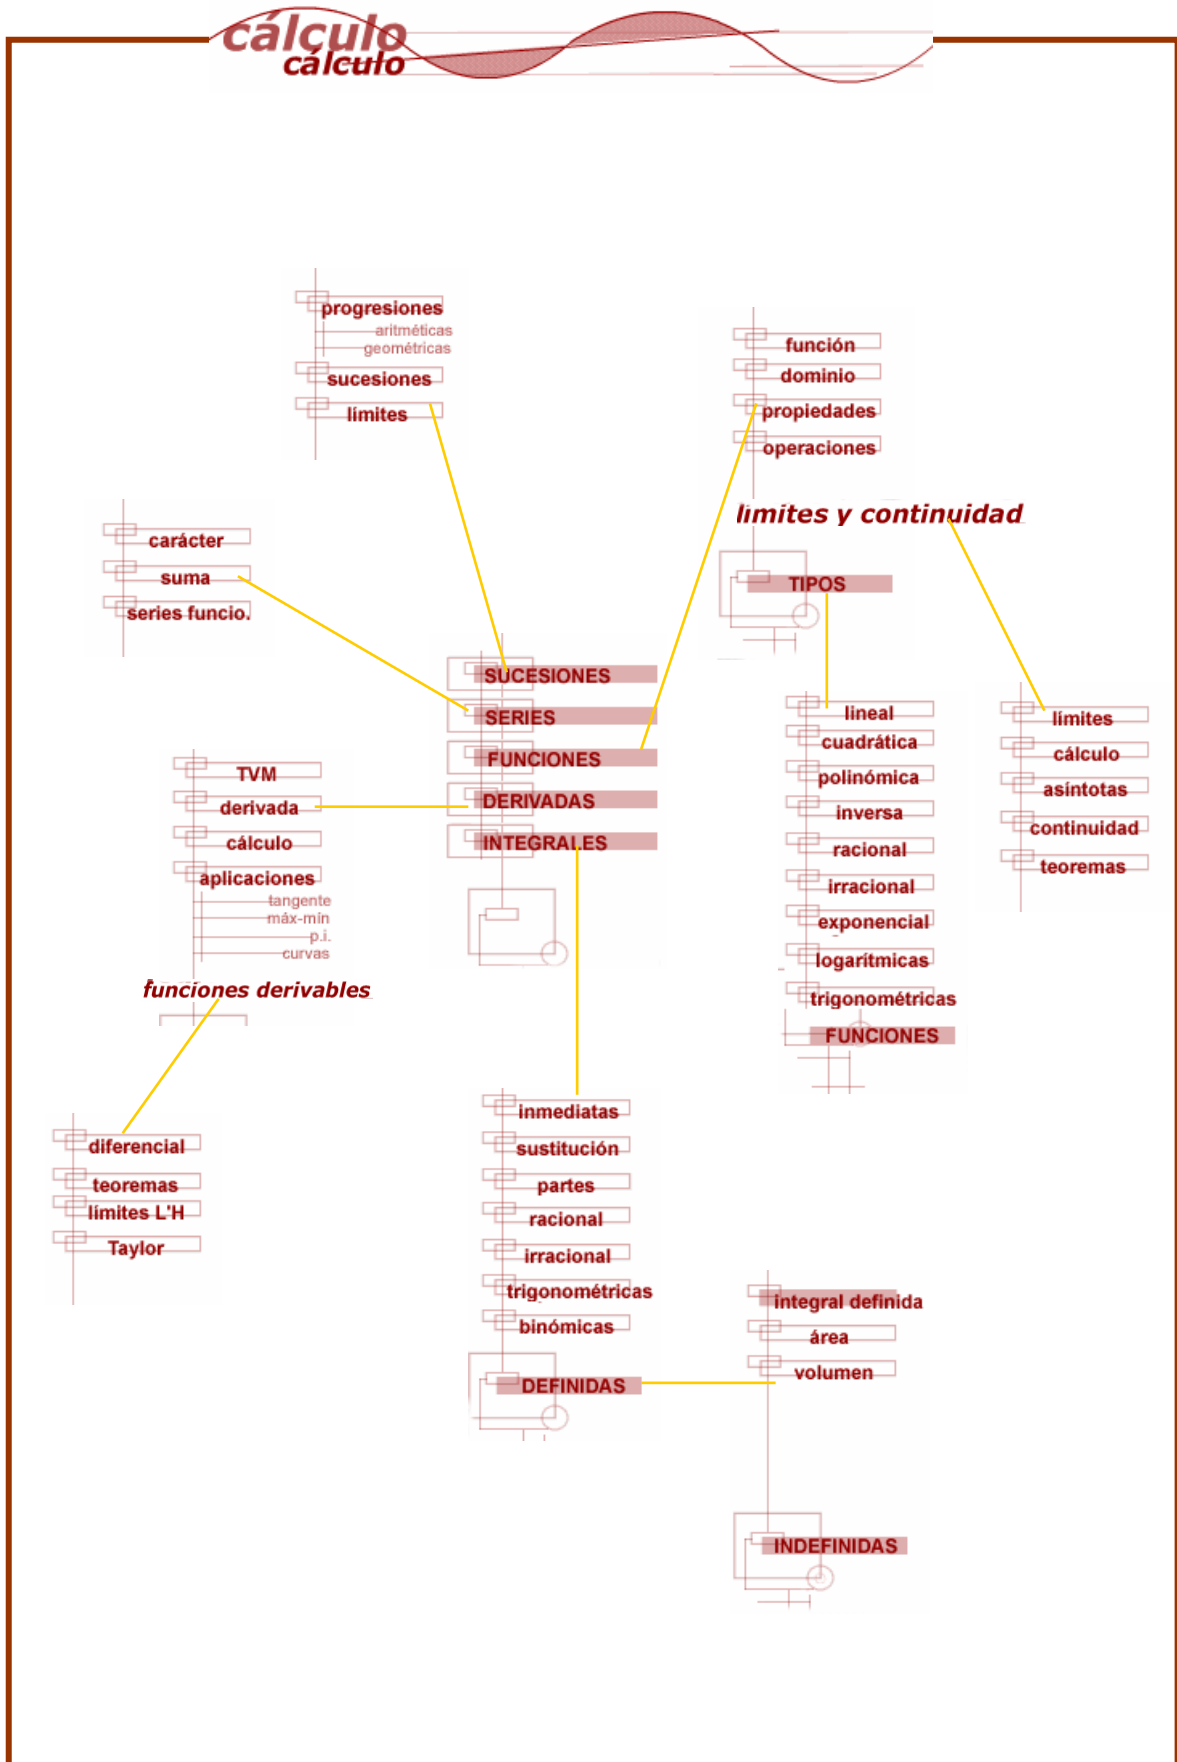 cálculo
cálculo
progresiones
aritméticas
geométricas
sucesiones
límites
función
dominio
propiedades
operaciones
límites y continuidad
TIPOS
carácter
suma
series funcio.
SUCESIONES
SERIES
FUNCIONES
DERIVADAS
INTEGRALES
TVM
derivada
cálculo
aplicaciones
tangente
máx-mín
p.i.
curvas
funciones derivables
lineal
cuadrática
polinómica
inversa
racional
irracional
exponencial
logarítmicas
trigonométricas
FUNCIONES
límites
cálculo
asíntotas
continuidad
teoremas
diferencial
teoremas
límites L'H
Taylor
inmediatas
sustitución
partes
racional
irracional
trigonométricas
binómicas
DEFINIDAS
integral definida
área
volumen
INDEFINIDAS